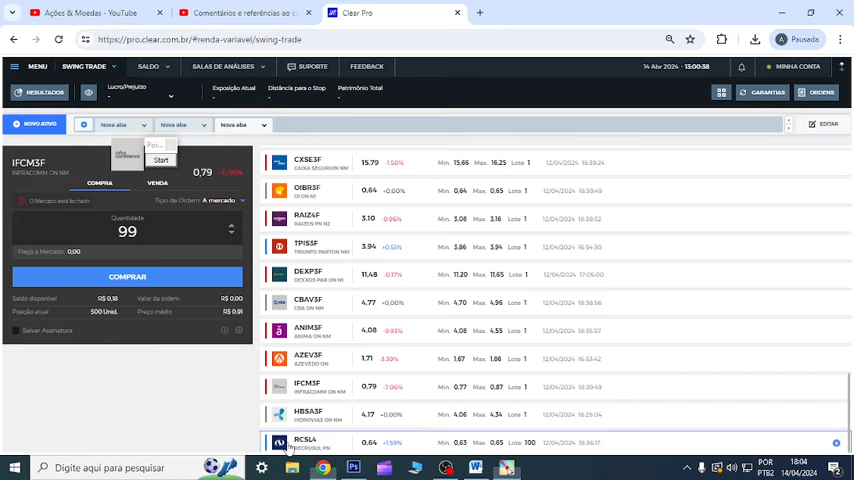 Ações & Moedas - YouTube
Comentários e referências ao c
Clear Pro
https://pro.clear.com.br/#renda-variavel/swing-trade
A
Pausada
MENU
SWING TRADE
SALDO
SALAS DE ANÁLISES
SUPORTE
FEEDBACK
14 Abr 2024 • 13:00:38
MINHA CONTA
RESULTADOS
Lucro/Prejuízo
-
Exposição Atual
-
Distância para o Stop
-
Patrimônio Total
-
GARANTIAS
ORDENS
NOVO ATIVO
Nova aba
Nova aba
Nova aba
EDITAR
IFCM3F
INFRACOMM ON NM
Start
0,79 -7,06%
COMPRA
VENDA
O Mercado está fechado
Tipo de Ordem: A mercado
Quantidade
99
Preço a Mercado: 0,00
COMPRAR
Saldo disponível R$ 0,18
Valor da ordem R$ 0,00
Posição atual 500 Unid.
Preço médio R$ 0,91
Salvar Assinatura
CXSE3F 15,79 -1.50% Min. 15,66 Max. 16,25 Lote 1 12/04/2024 18:39:24
CAIXA SEGURION NM
OIBR3F 0,64 +0,00% Min. 0,64 Max. 0,65 Lote 1 12/04/2024 18:39:49
OI ON N1
RAIZ4F 3,10 -0.96% Min. 3,08 Max. 3,16 Lote 1 12/04/2024 18:39:52
RAIZEN PN N2
TPIS3F 3,94 +0.51% Min. 3,86 Max. 3,94 Lote 1 12/04/2024 16:54:30
TRIUNFO PARTON NM
DEXP3F 11,48 -0.17% Min. 11,20 Max. 11,65 Lote 1 12/04/2024 17:05:00
DEXXOS PAR ON N1
CBAV3F 4,77 +0.00% Min. 4,70 Max. 4,96 Lote 1 12/04/2024 18:38:56
CBA ON NM
ANIM3F 4,08 -9.93% Min. 4,08 Max. 4,55 Lote 1 12/04/2024 18:35:57
ANIMA ON NM
AZEV3F 1,71 -3.39% Min. 1,67 Max. 1,86 Lote 1 12/04/2024 16:53:42
AZEVEDO ON
IFCM3F 0,79 -7.06% Min. 0,77 Max. 0,87 Lote 1 12/04/2024 18:39:49
INFRACOMM ON NM
HBSA3F 4,17 +0,00% Min. 4,06 Max. 4,34 Lote 1 12/04/2024 18:25:04
HIDROVIAS ON NM
RCSL4 0,64 +1.59% Min. 0,63 Max. 0,65 Lote 100 12/04/2024 18:36:17
RECRUSUL PN
Digite aqui para pesquisar
POR
PTB2
18:04
14/04/2024